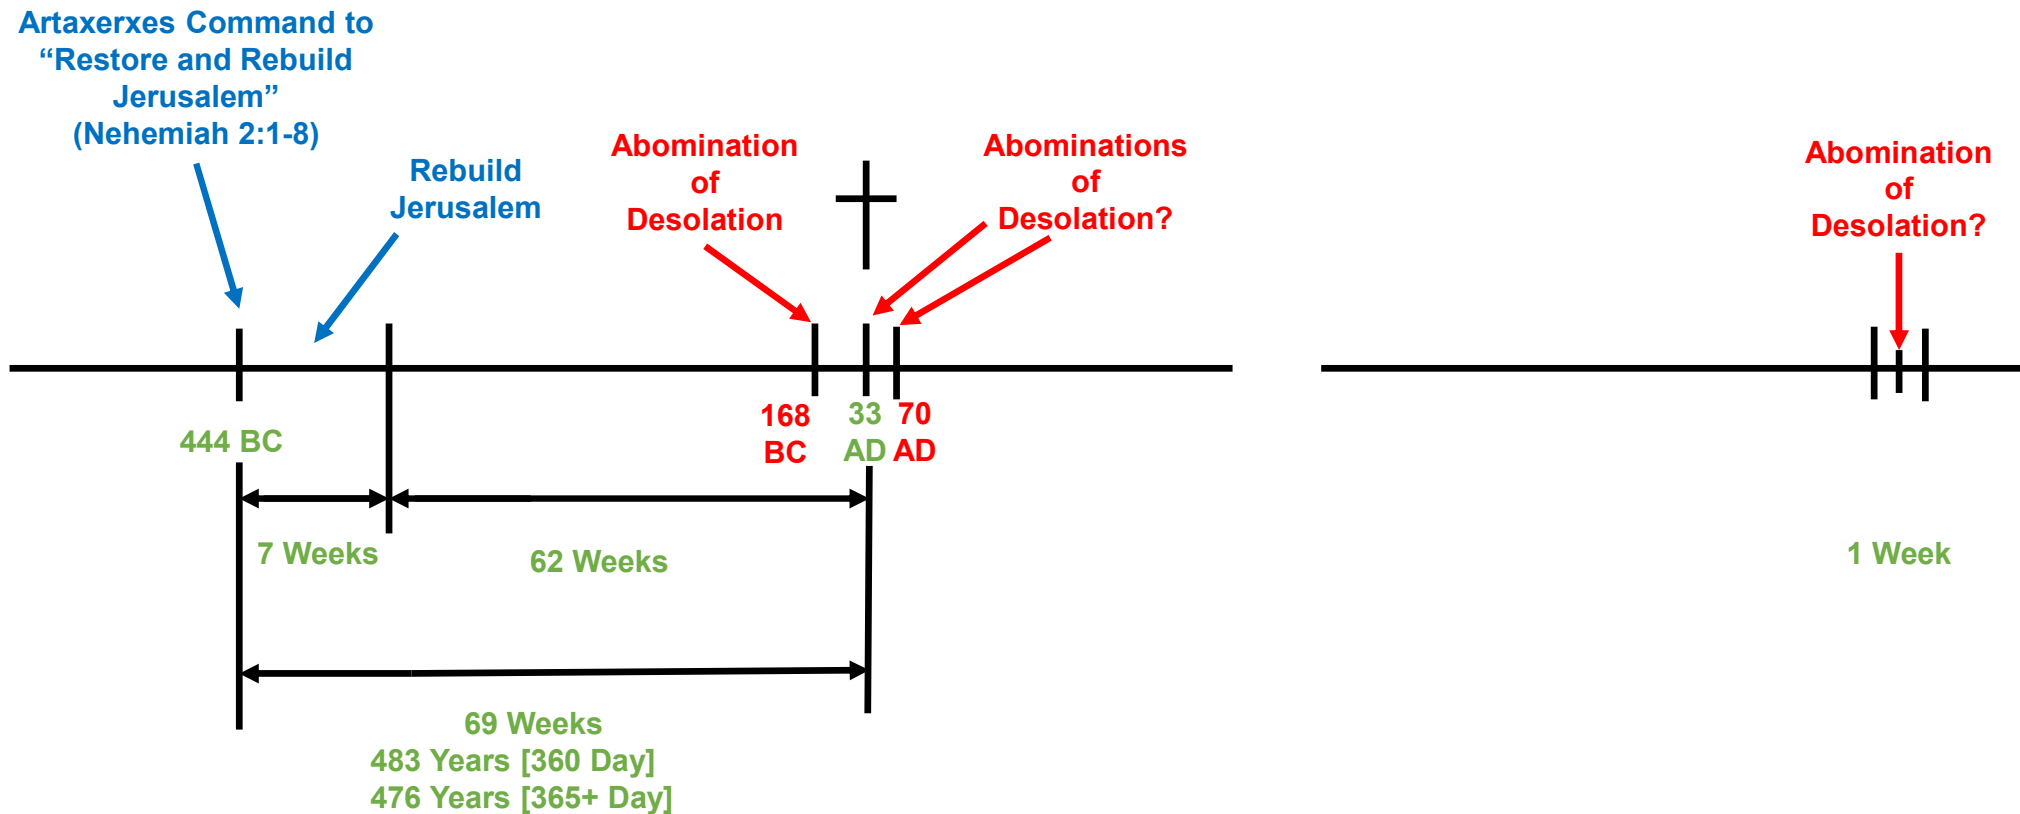 Artaxerxes Command to
“Restore and Rebuild
Jerusalem”
(Nehemiah 2:1-8)
Rebuild
Jerusalem
Abomination
of
Desolation
Abominations
of
Desolation?
Abomination
of
Desolation?
444 BC
168
BC
33
AD
70
AD
7 Weeks
62 Weeks
1 Week
69 Weeks
483 Years [360 Day]
476 Years [365+ Day]